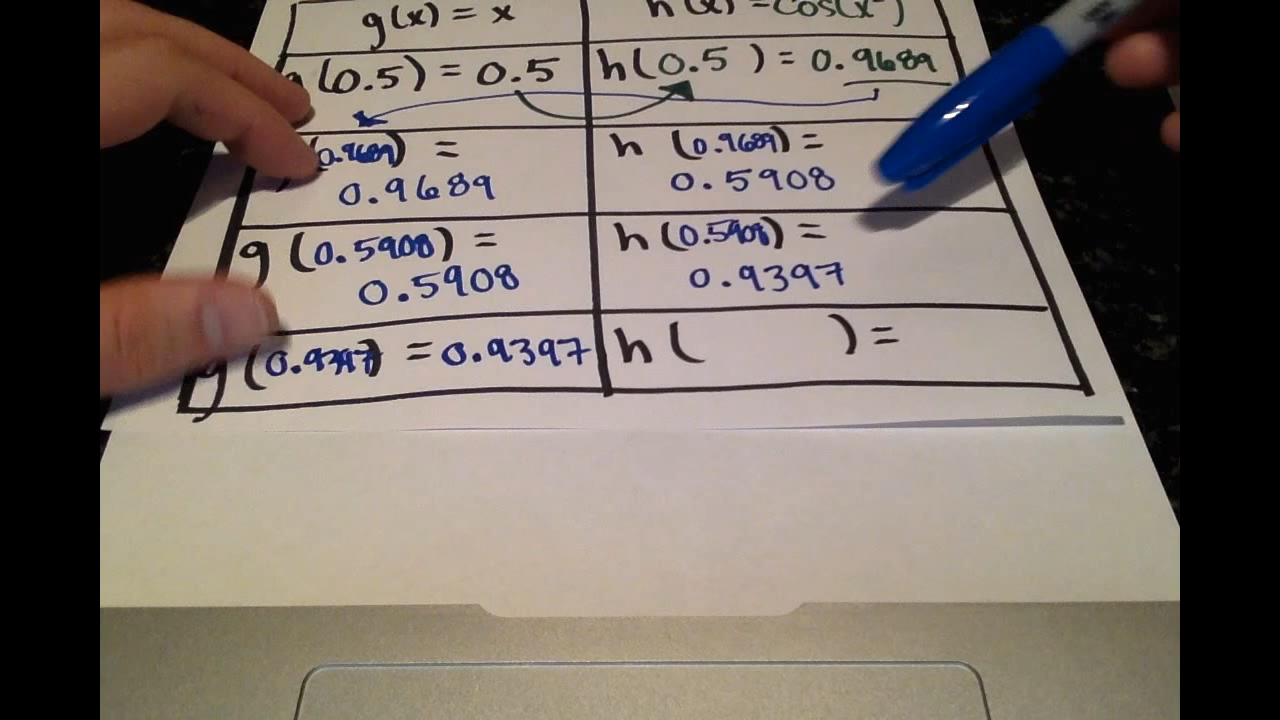 g(x) = x
h(x) = cos(x²)
(0.5) = 0.5
h(0.5) = 0.9689
(0.9689) =
0.9689
h (0.9689) =
0.5908
g (0.5908) =
0.5908
h (0.5908) =
0.9397
g (0.9397) = 0.9397
h ( ) =